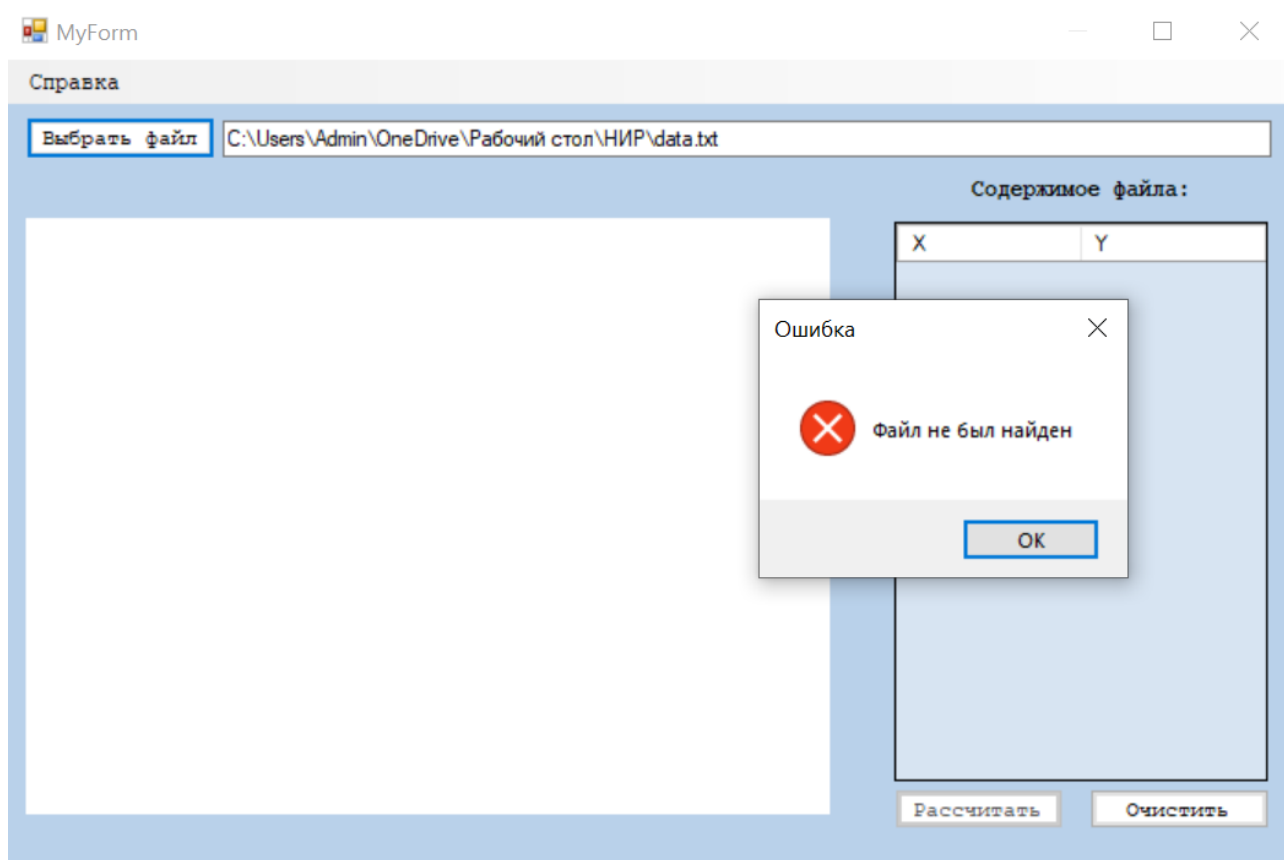 MyForm
Справка
Выбрать файл C:\Users\Admin\OneDrive\Рабочий стол\НИР\data.txt
Содержимое файла:
X Y
Ошибка
Файл не был найден
ОК
Рассчитать Очистить